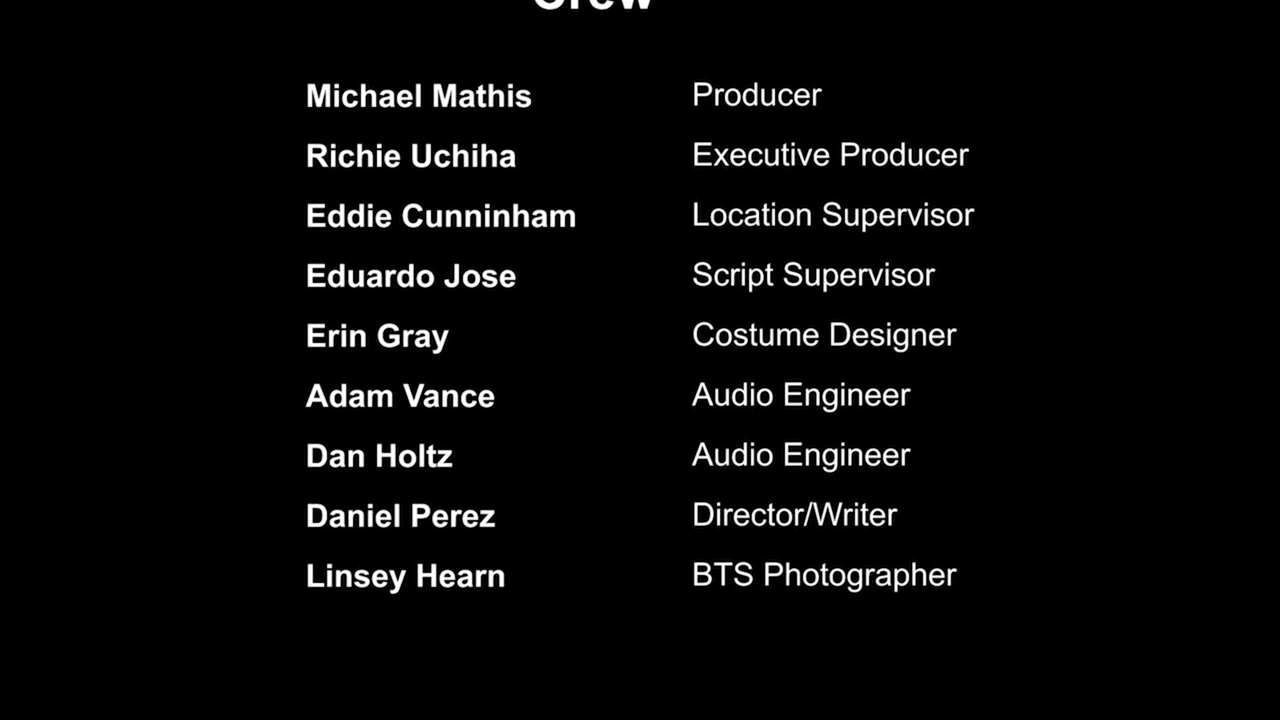 Crew
Michael Mathis Producer
Richie Uchiha Executive Producer
Eddie Cunninham Location Supervisor
Eduardo Jose Script Supervisor
Erin Gray Costume Designer
Adam Vance Audio Engineer
Dan Holtz Audio Engineer
Daniel Perez Director/Writer
Linsey Hearn BTS Photographer